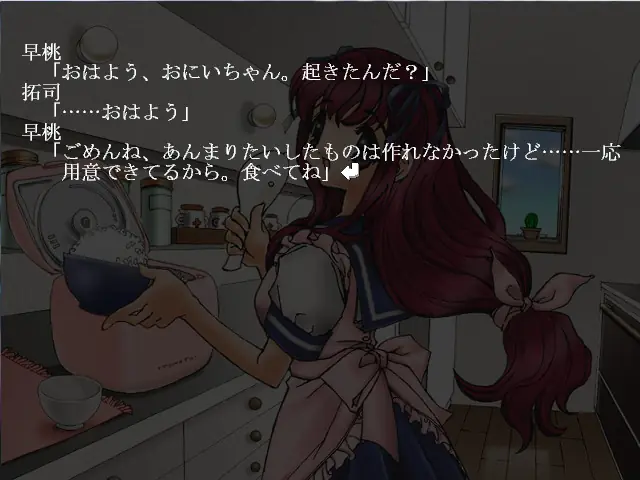 早桃
「おはよう、おにいちゃん。起きたんだ？」
拓司
「……おはよう」
早桃
「ごめんね、あんまりたいしたものは作れなかったけど……一応
用意できてるから。食べてね」